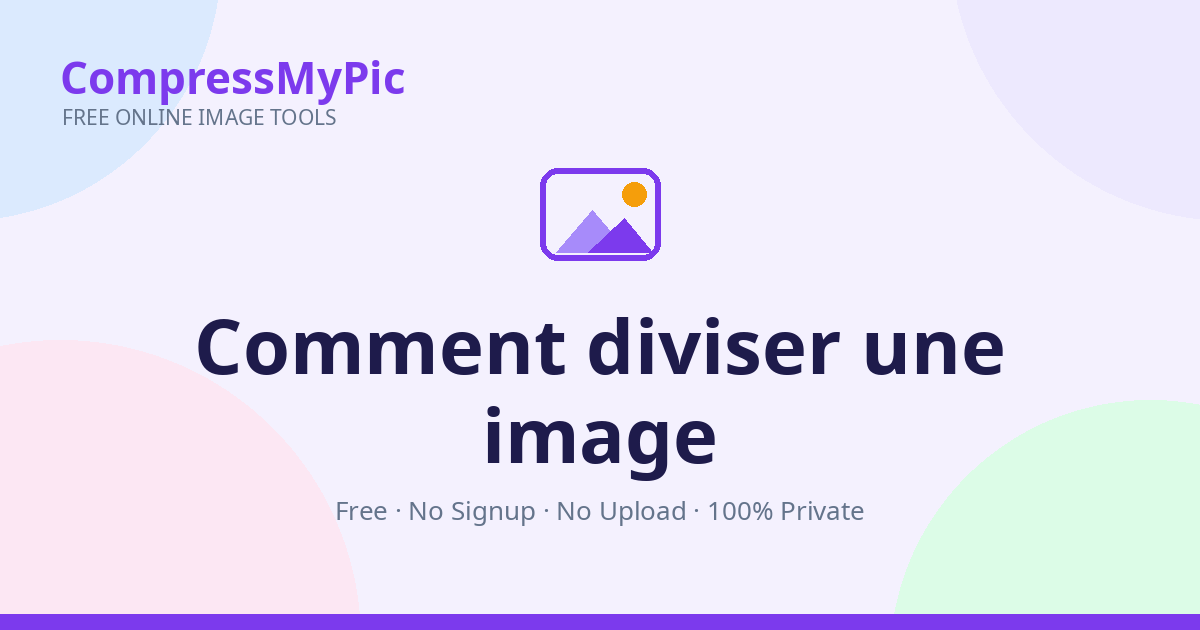 CompressMyPic
FREE ONLINE IMAGE TOOLS
Comment diviser une
image
Free · No Signup · No Upload · 100% Private